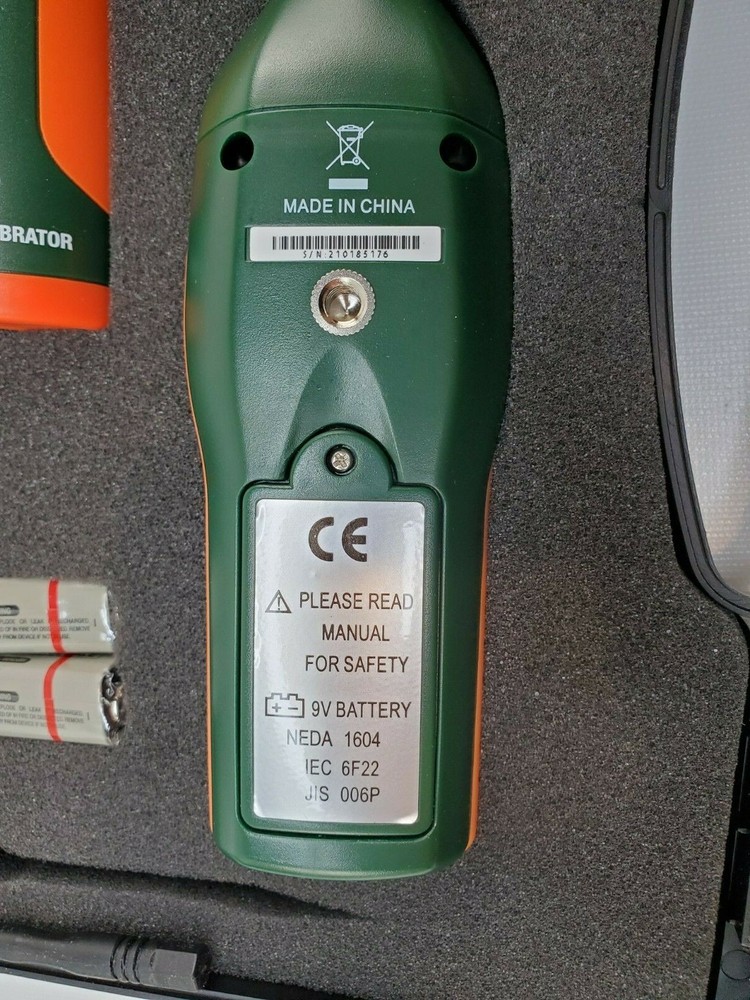 MADE IN CHINA
S/N:210185176
BRATOR
CE
PLEASE READ
MANUAL
FOR SAFETY
9V BATTERY
NEDA 1604
IEC 6F22
JIS 006P